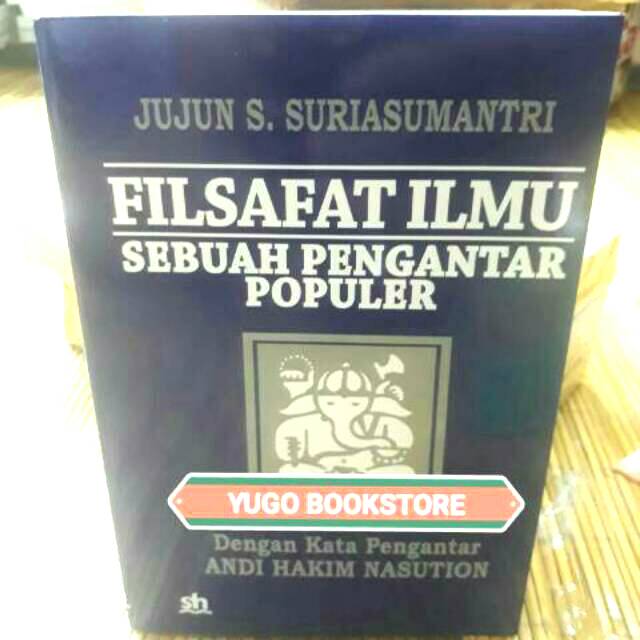 JUJUN S. SURIASUMANTRI
FILSAFAT ILMU
SEBUAH PENGANTAR
POPULER
YUGO BOOKSTORE
Dengan Kata Pengantar
ANDI HAKIM NASUTION
sh